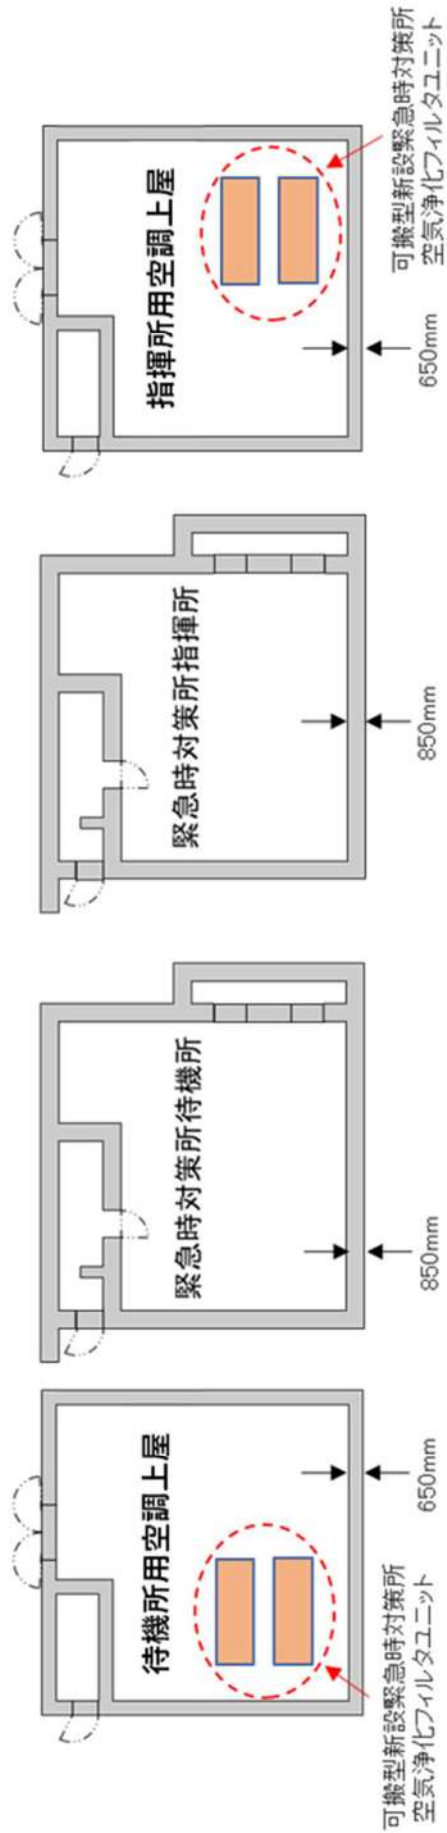 待機所用空調上屋
650mm
可搬型新設緊急時対策所
空気浄化フィルタユニット
緊急時対策所待機所
850mm
緊急時対策所指揮所
850mm
指揮所用空調上屋
650mm
可搬型新設緊急時対策所
空気浄化フィルタユニット